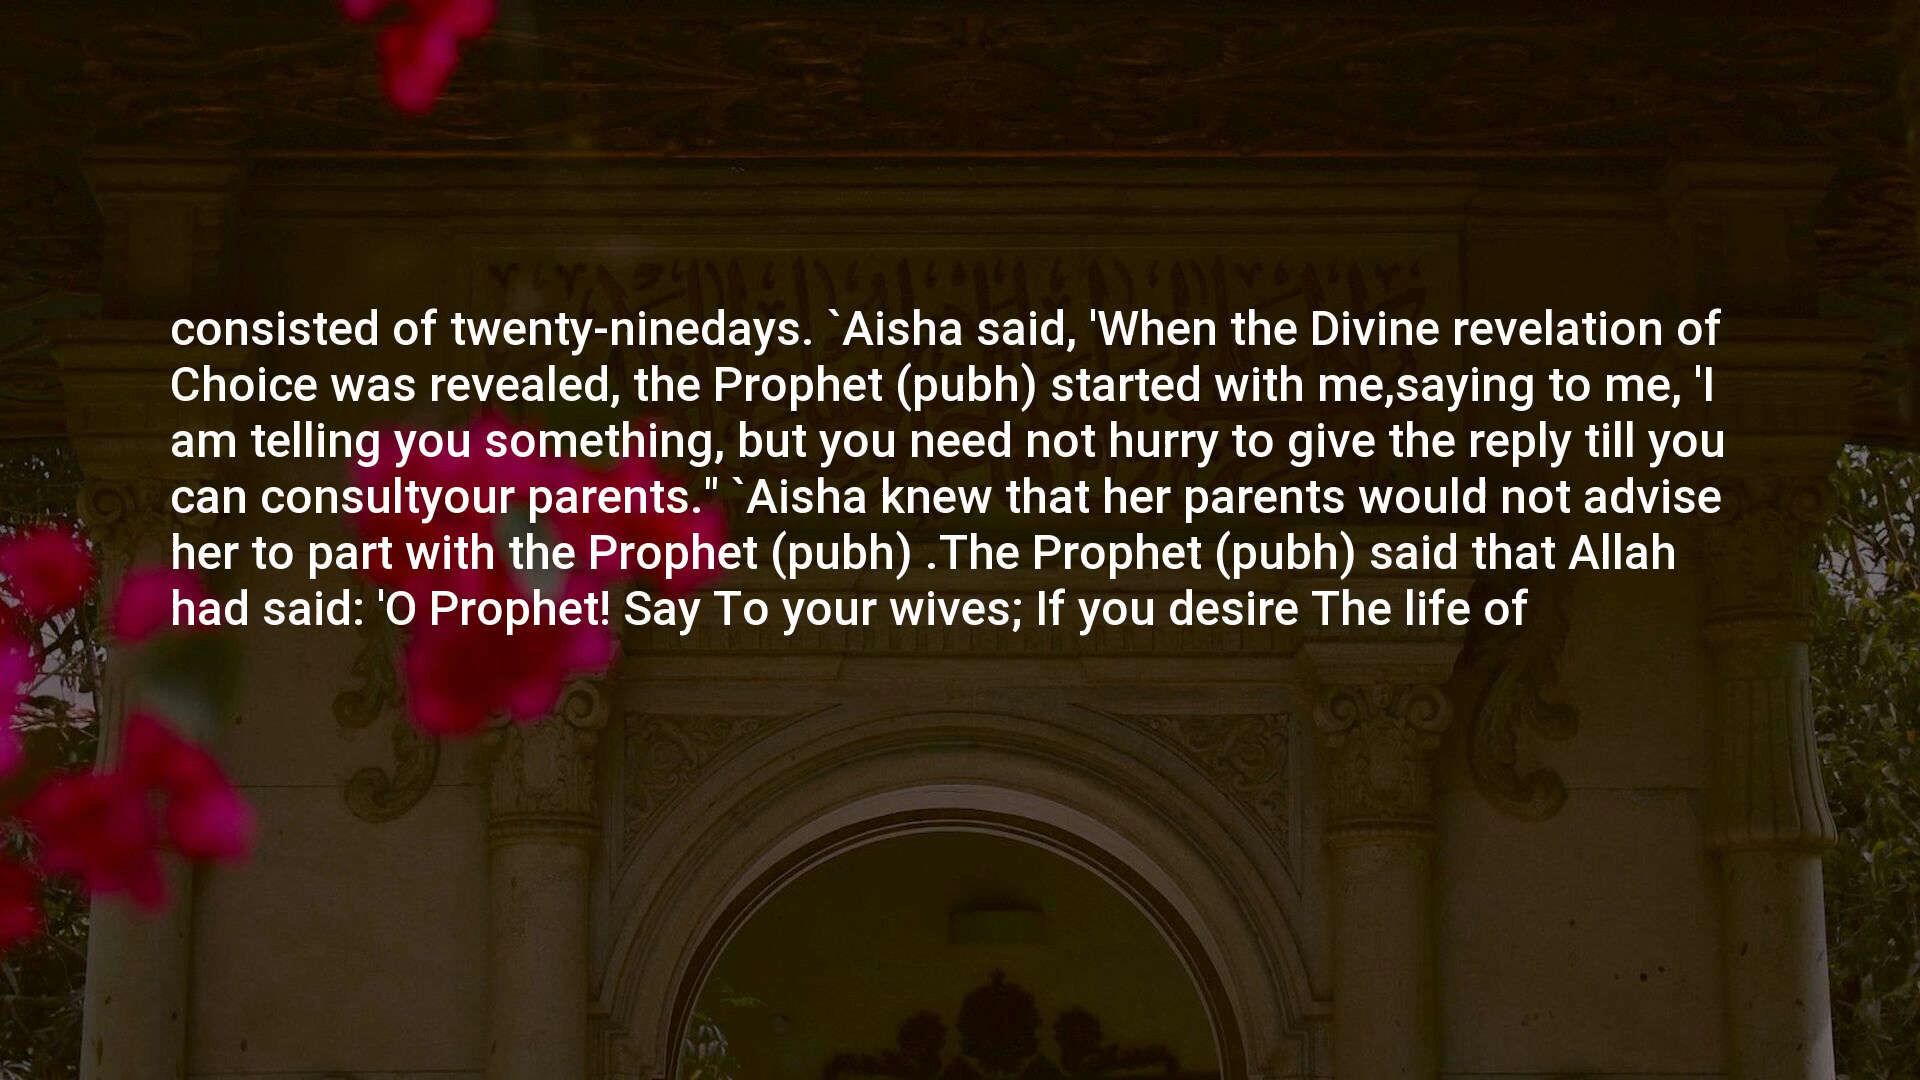 consisted of twenty-ninedays. `Aisha said, 'When the Divine revelation of
Choice was revealed, the Prophet (pubh) started with me,saying to me, 'I
am telling you something, but you need not hurry to give the reply till you
can consultyour parents." `Aisha knew that her parents would not advise
her to part with the Prophet (pubh) .The Prophet (pubh) said that Allah
had said: 'O Prophet! Say To your wives; If you desire The life of